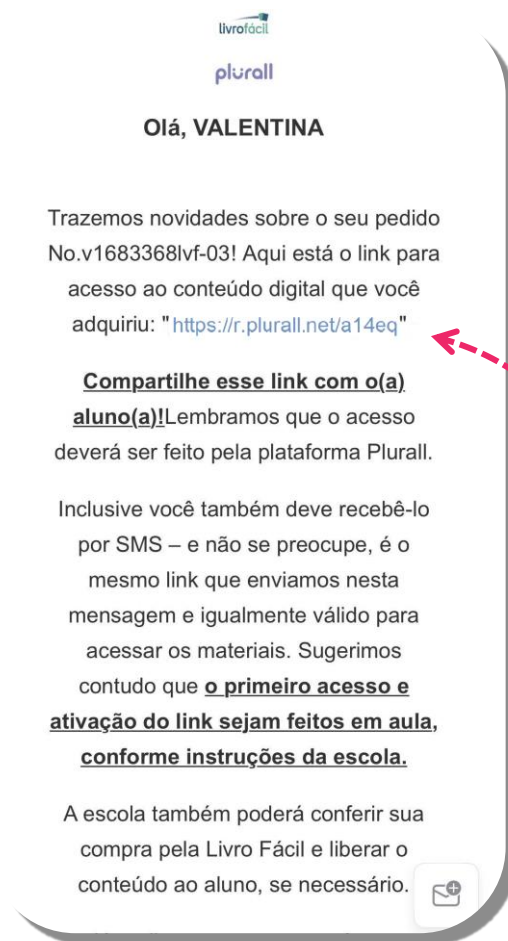 livrofácil
plurall
Olá, VALENTINA
Trazemos novidades sobre o seu pedido
No.v1683368lvf-03! Aqui está o link para
acesso ao conteúdo digital que você
adquiriu: "https://r.plurall.net/a14eq"
Compartilhe esse link com o(a)
aluno(a)!Lembramos que o acesso
deverá ser feito pela plataforma Plurall.
Inclusive você também deve recebê-lo
por SMS – e não se preocupe, é o
mesmo link que enviamos nesta
mensagem e igualmente válido para
acessar os materiais. Sugerimos
contudo que o primeiro acesso e
ativação do link sejam feitos em aula,
conforme instruções da escola.
A escola também poderá conferir sua
compra pela Livro Fácil e liberar o
conteúdo ao aluno, se necessário.